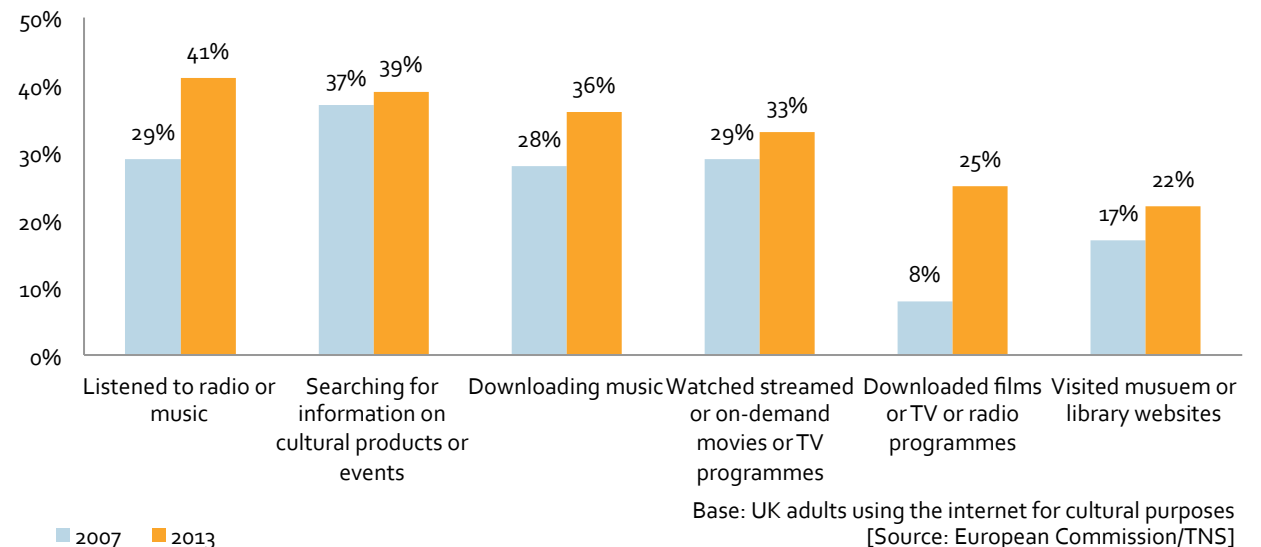 50%
40%
30%
20%
10%
0%
29%
41%
37%
39%
28%
36%
29%
33%
8%
25%
17%
22%
Listened to radio or
music
Searching for
information on
cultural products or
events
Downloading music
Watched streamed
or on-demand
movies or TV
programmes
Downloaded films
or TV or radio
programmes
Visited musuem or
library websites
2007
2013
Base: UK adults using the internet for cultural purposes
[Source: European Commission/TNS]